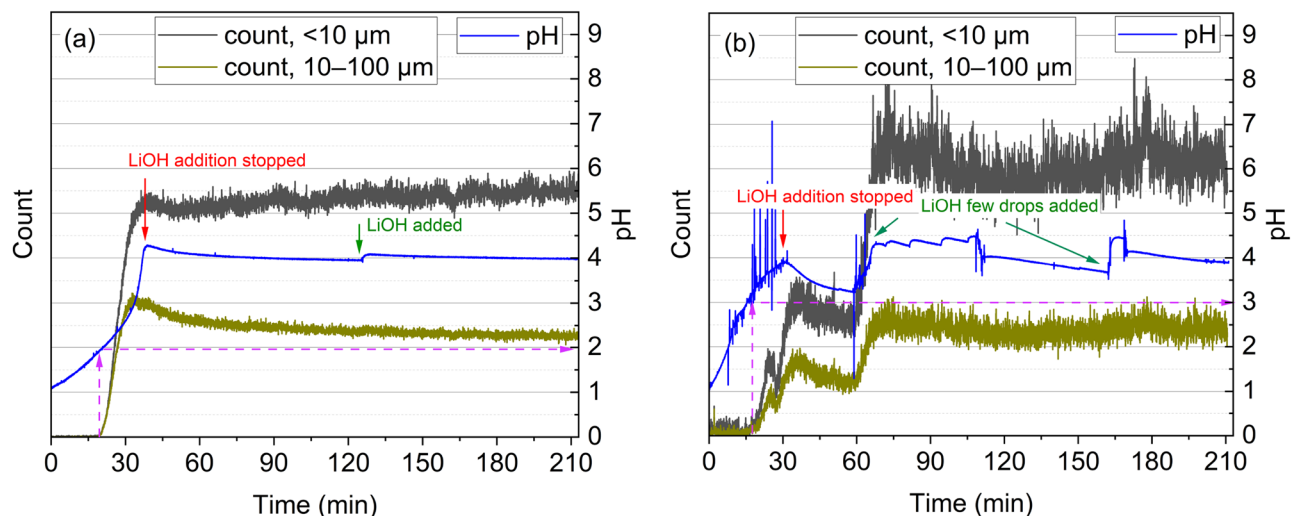 (a)
count, <10 µm
count, 10–100 µm
pH
LiOH addition stopped
LiOH added
Count
9
8
7
6
5
4
3
2
1
0
pH
0 30 60 90 120 150 180 210
Time (min)
(b)
count, <10 µm
count, 10–100 µm
pH
LiOH addition stopped
LiOH few drops added
Count
9
8
7
6
5
4
3
2
1
0
pH
0 30 60 90 120 150 180 210
Time (min)